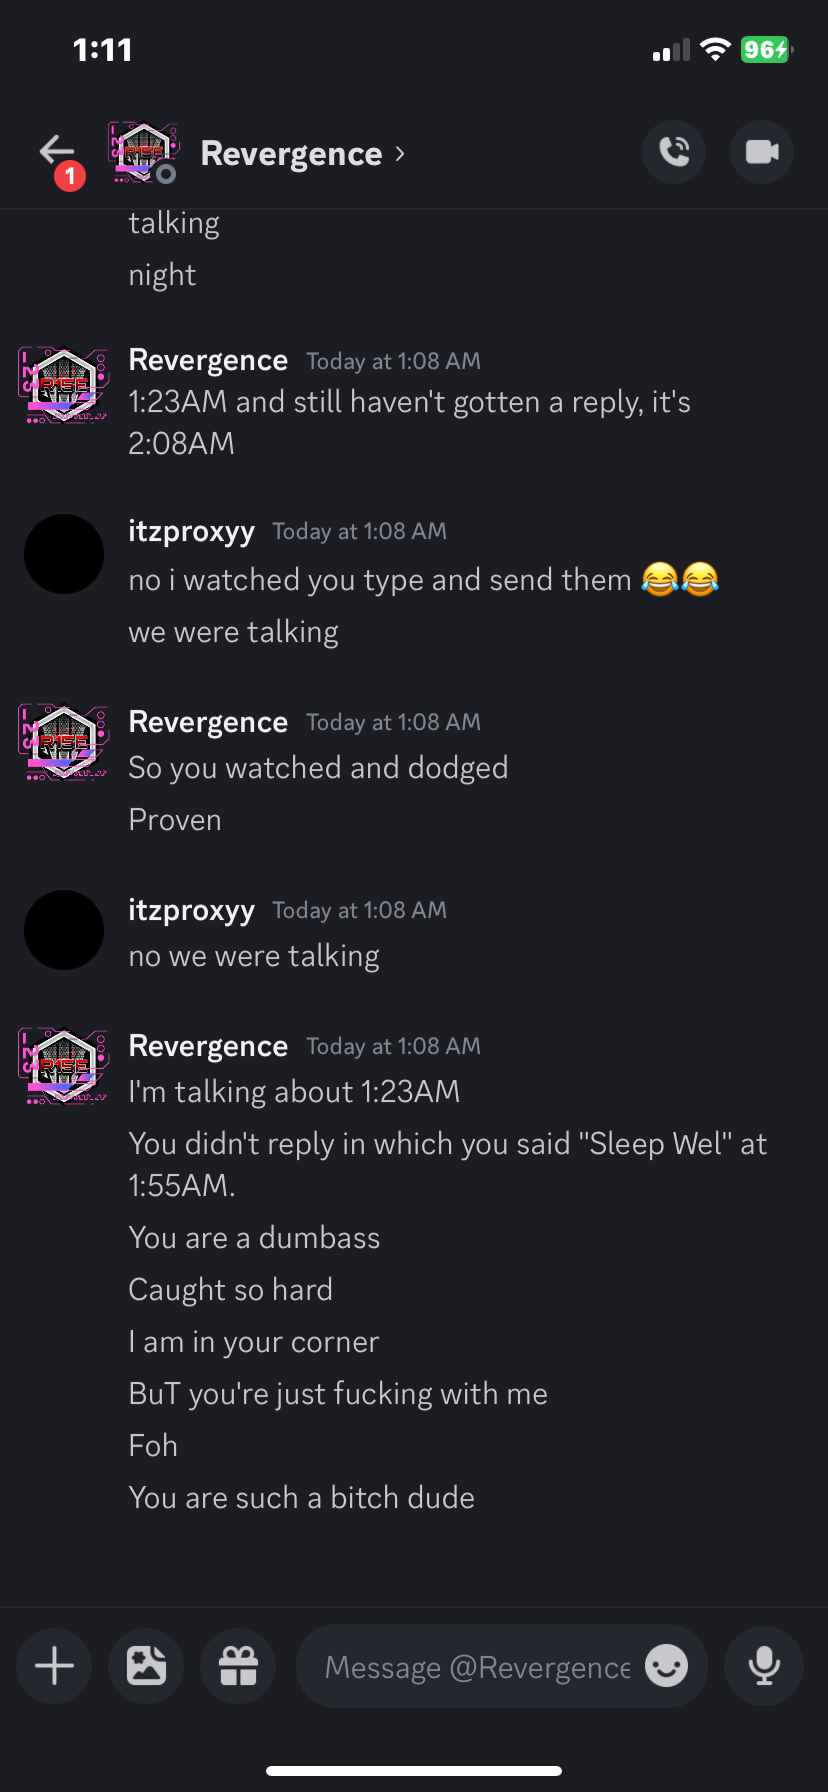 1:11
96
1
Revergence
talking
night
Revergence Today at 1:08 AM
1:23AM and still haven't gotten a reply, it's
2:08AM
itzproxyy Today at 1:08 AM
no i watched you type and send them 😂😂
we were talking
Revergence Today at 1:08 AM
So you watched and dodged
Proven
itzproxyy Today at 1:08 AM
no we were talking
Revergence Today at 1:08 AM
I'm talking about 1:23AM
You didn't reply in which you said "Sleep Wel" at
1:55AM.
You are a dumbass
Caught so hard
I am in your corner
BuT you're just fucking with me
Foh
You are such a bitch dude
Message @Revergence